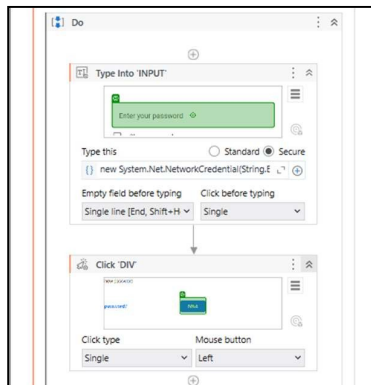 Do
Type Into 'INPUT'
Enter your password
Type this
Standard Secure
{} new System.Net.NetworkCredential(String.E
Empty field before typing Click before typing
Single line [End, Shift+H Single
Click 'DIV'
password?
Click type Mouse button
Single Left